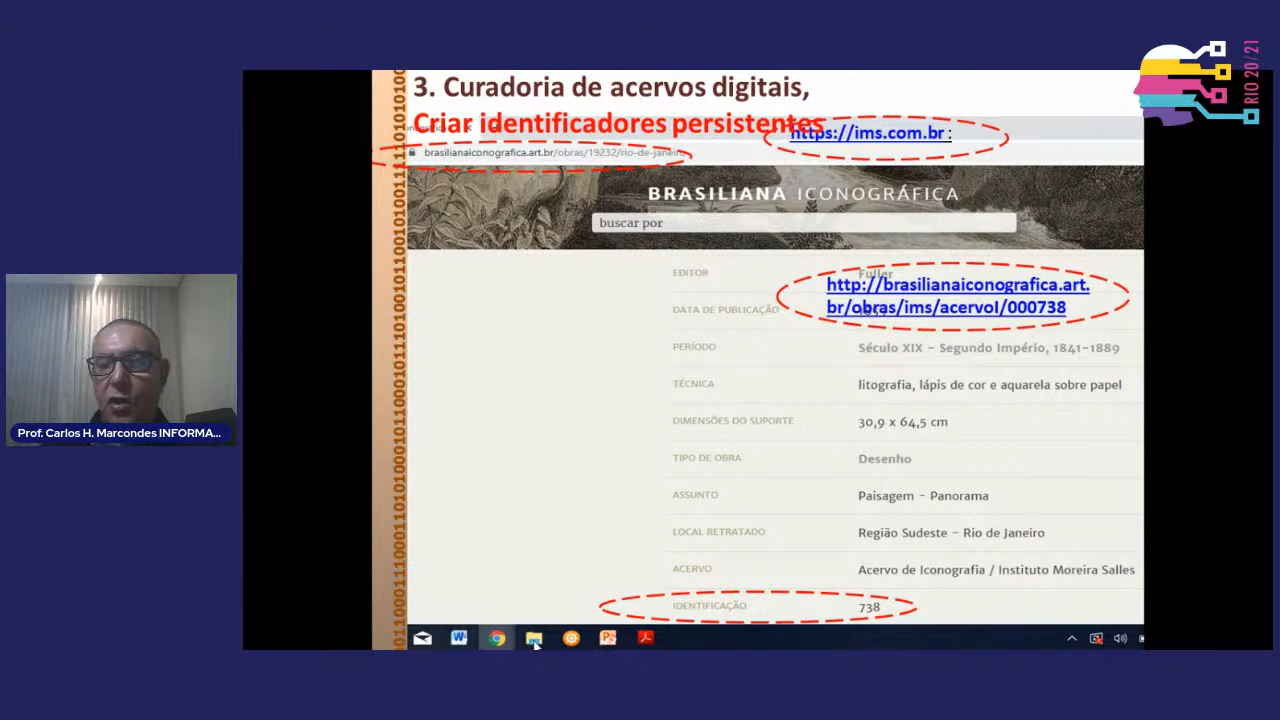 RIO 20/21
3. Curadoria de acervos digitais,
Criar identificadores persistentes
https://ims.com.br :
brasilianaiconografica.art.br/obras/19232/rio-de-janeiro
BRASILIANA ICONOGRÁFICA
buscar por
EDITOR Fuller
http://brasilianaiconografica.art.
br/obras/ims/acervoI/000738
DATA DE PUBLICAÇÃO
PERÍODO Século XIX - Segundo Império, 1841-1889
TÉCNICA litografia, lápis de cor e aquarela sobre papel
DIMENSÕES DO SUPORTE 30,9 x 64,5 cm
TIPO DE OBRA Desenho
ASSUNTO Paisagem - Panorama
LOCAL RETRATADO Região Sudeste - Rio de Janeiro
ACERVO Acervo de Iconografia / Instituto Moreira Salles
IDENTIFICAÇÃO 738
Prof. Carlos H. Marcondes INFORMA...